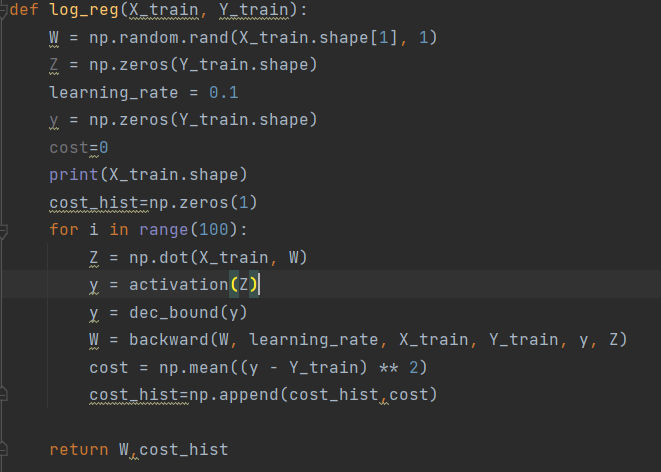 def log_reg(X_train, Y_train):
    W = np.random.rand(X_train.shape[1], 1)
    Z = np.zeros(Y_train.shape)
    learning_rate = 0.1
    y = np.zeros(Y_train.shape)
    cost=0
    print(X_train.shape)
    cost_hist=np.zeros(1)
    for i in range(100):
        Z = np.dot(X_train, W)
        y = activation(Z)
        y = dec_bound(y)
        W = backward(W, learning_rate, X_train, Y_train, y, Z)
        cost = np.mean((y - Y_train) ** 2)
        cost_hist=np.append(cost_hist,cost)
    return W,cost_hist